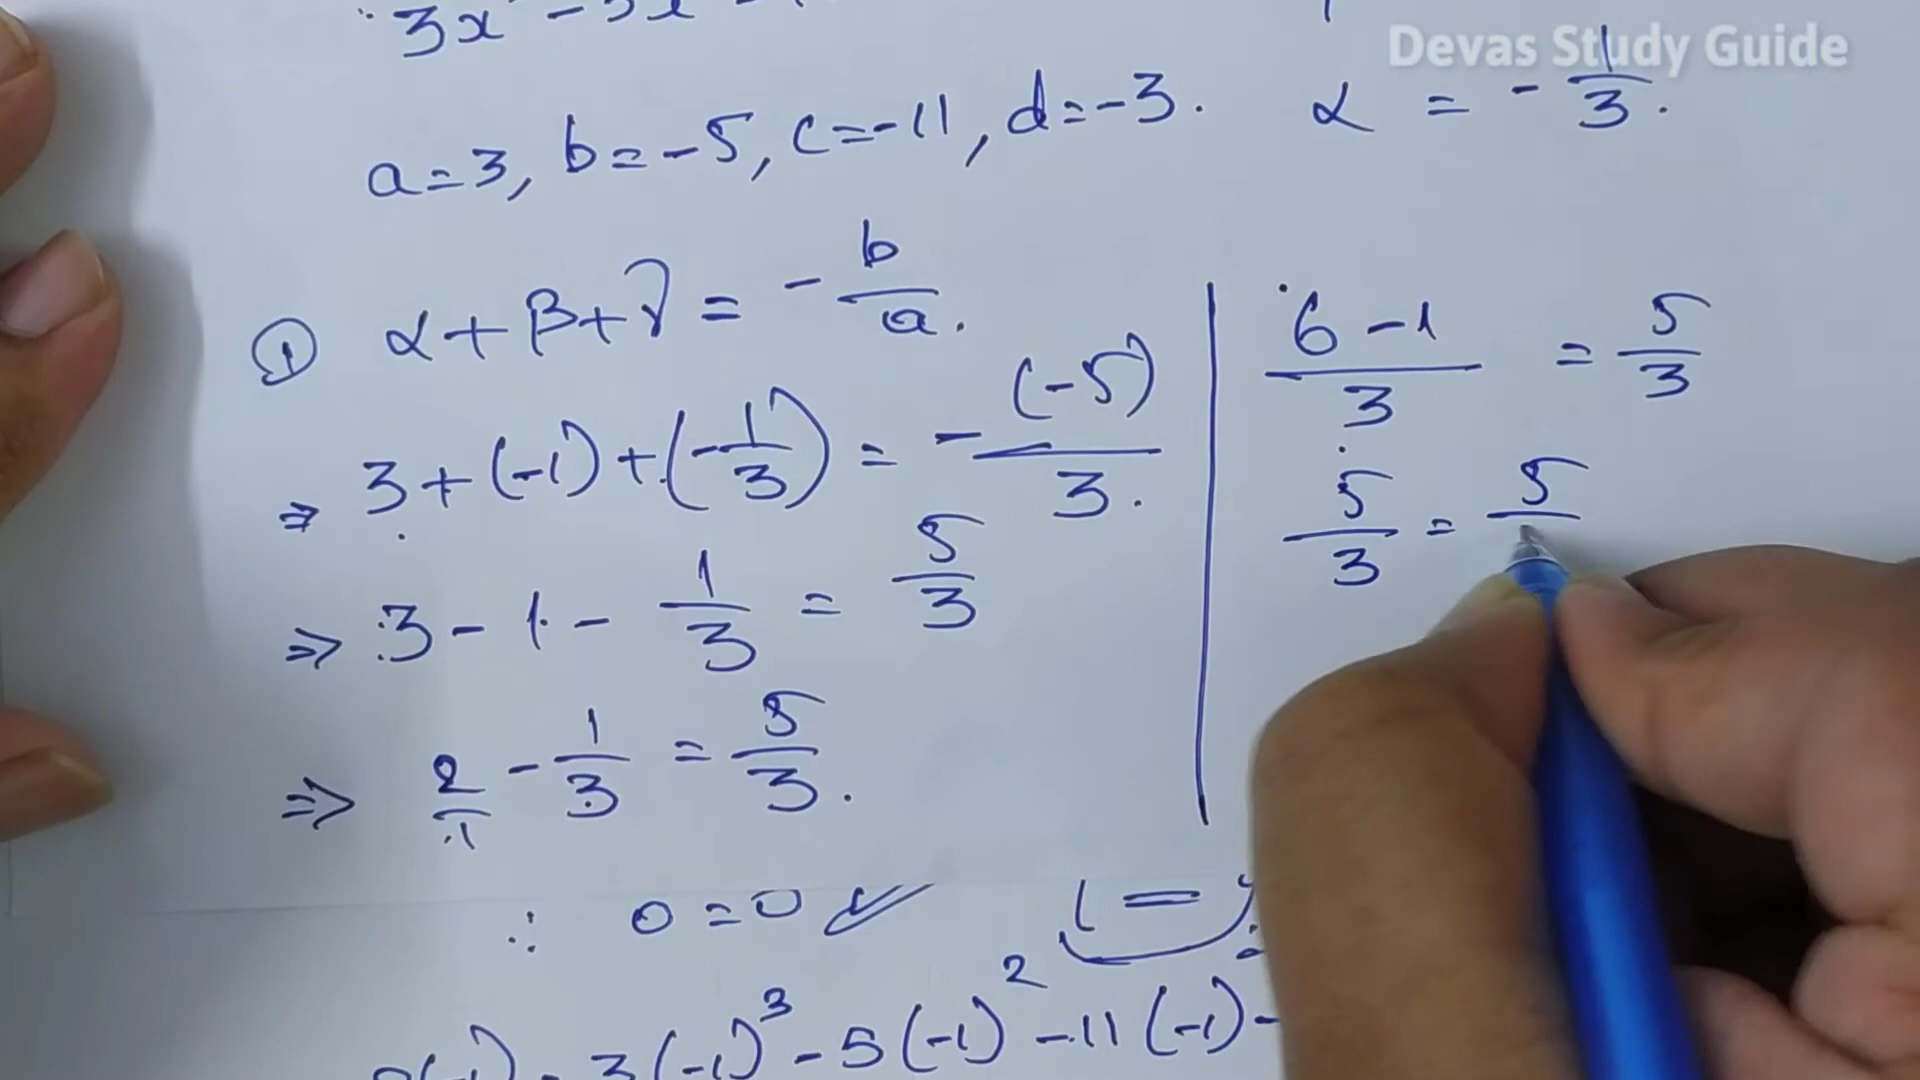 Devas Study Guide
3x - 5x
a=3, b=-5, c=-11, d=-3.
α = -1/3.
① α+β+γ = -b/a.
⇒ 3+(-1)+(-1/3) = -(-5)/3.
⇒ 3-1-1/3 = 5/3
⇒ 2/1 - 1/3 = 5/3.
6-1/3 = 5/3
5/3 = 5/
∴ 0=0 ✓
3(-1)³ - 5(-1)² - 11(-1) -